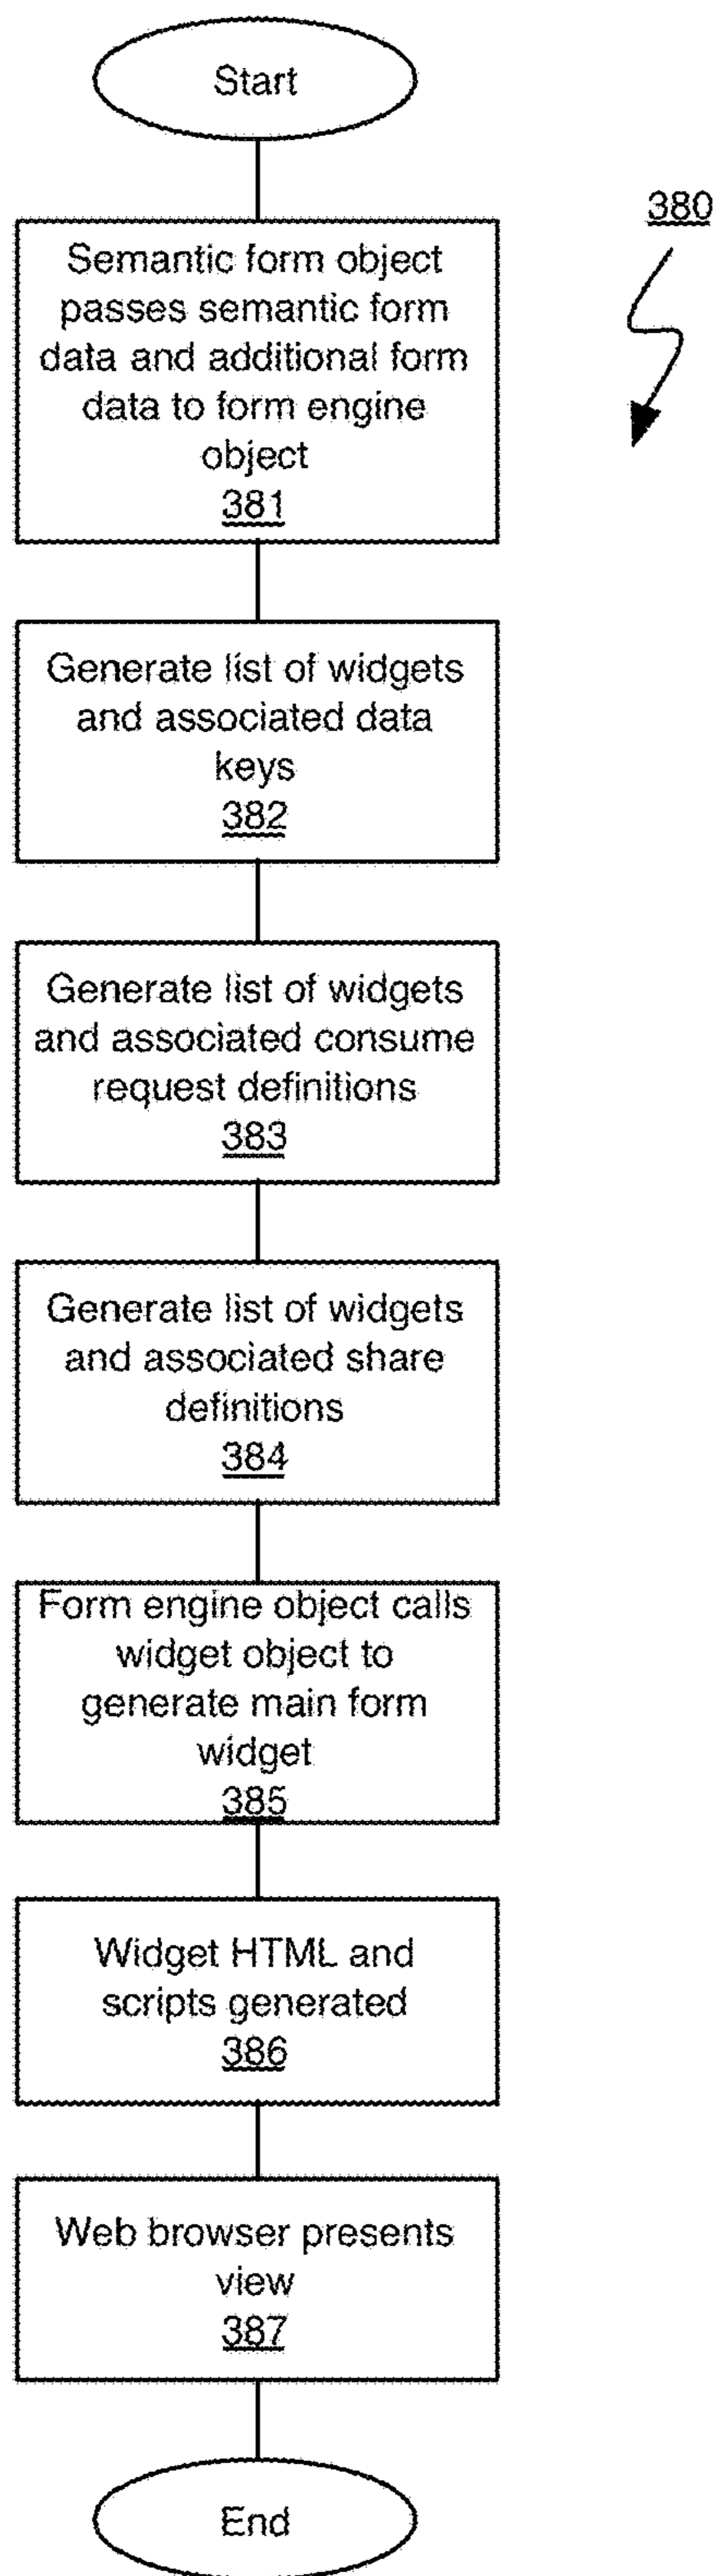 Start
380
Semantic form object
passes semantic form
data and additional form
data to form engine
object
381
Generate list of widgets
and associated data
keys
382
Generate list of widgets
and associated consume
request definitions
383
Generate list of widgets
and associated share
definitions
384
Form engine object calls
widget object to
generate main form
widget
385
Widget HTML and
scripts generated
386
Web browser presents
view
387
End